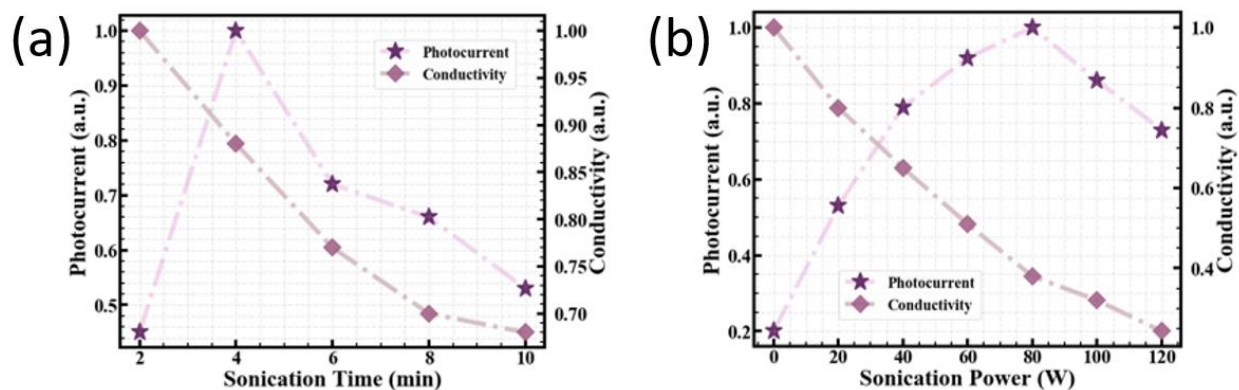 (a)
Photocurrent (a.u.)
1.0
0.9
0.8
0.7
0.6
0.5
Photocurrent
Conductivity
1.00
0.95
0.90
0.85
0.80
0.75
0.70
Conductivity (a.u.)
2 4 6 8 10
Sonication Time (min)
(b)
Photocurrent (a.u.)
1.0
0.8
0.6
0.4
0.2
Photocurrent
Conductivity
1.0
0.8
0.6
0.4
Conductivity (a.u.)
0 20 40 60 80 100 120
Sonication Power (W)